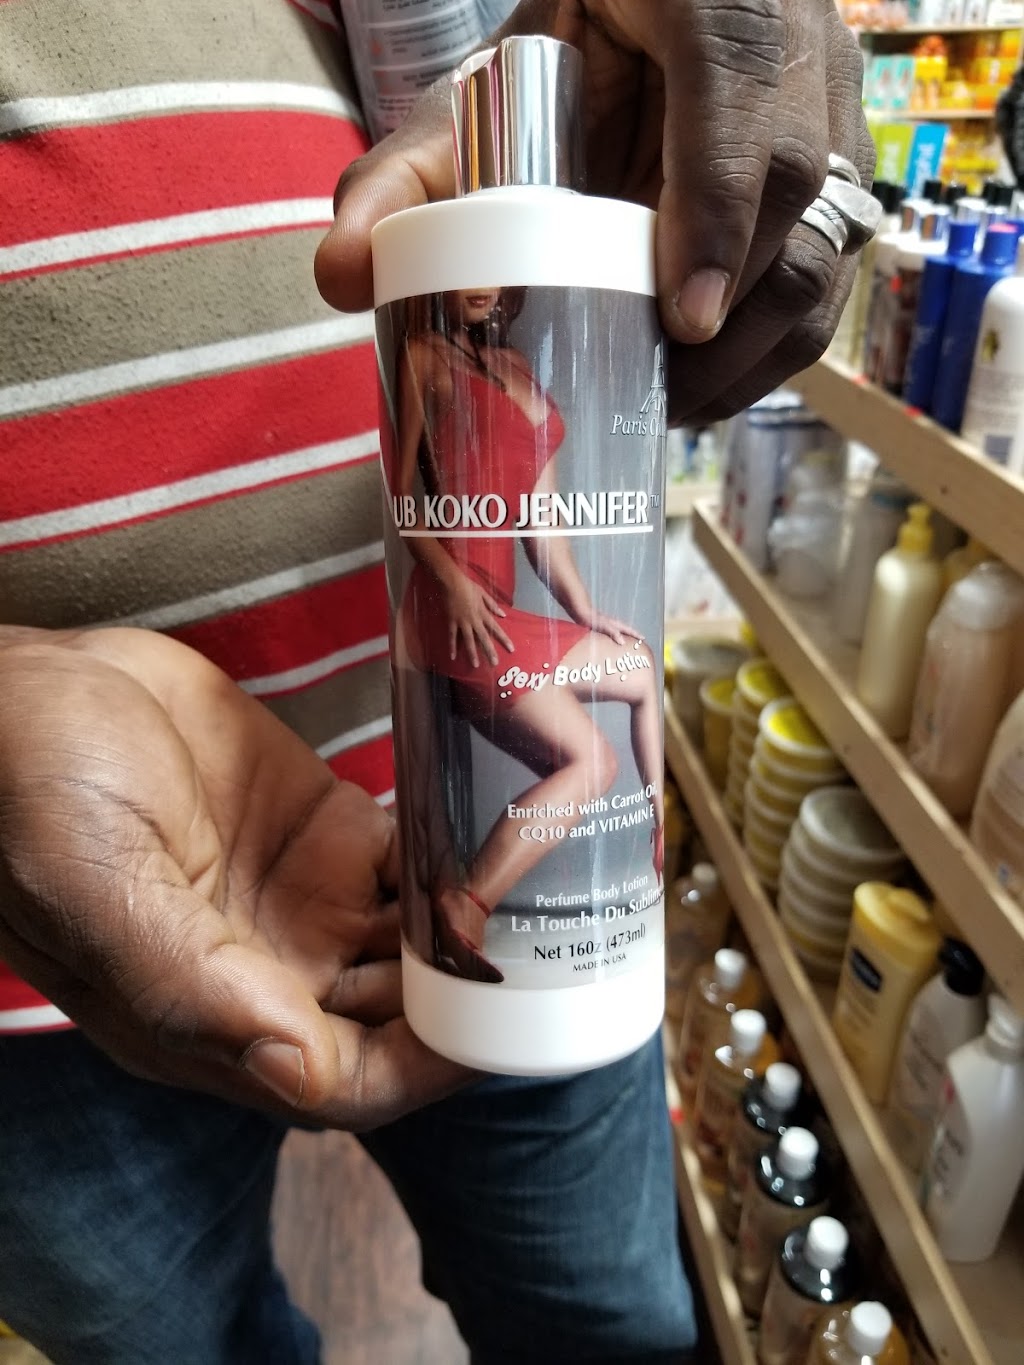 Paris
UB KOKO JENNIFER™
Sexy Body Lotion
Enriched with Carrot Oil
CQ10 and VITAMIN E
Perfume Body Lotion
La Touche Du
Net 16Oz (473ml)
MADE IN USA